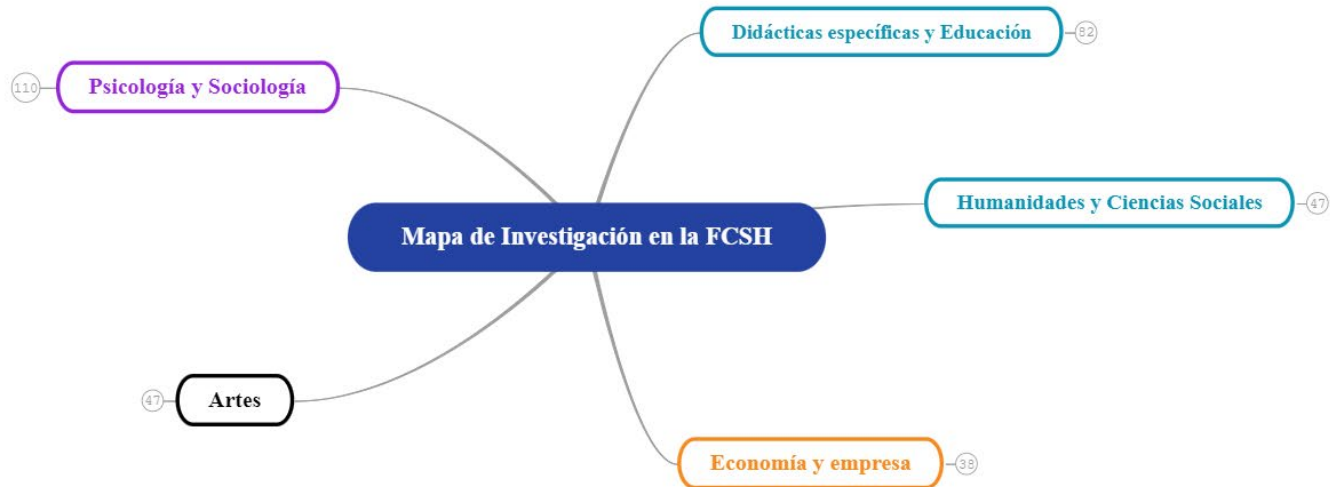 Didácticas específicas y Educación
82
110
Psicología y Sociología
Humanidades y Ciencias Sociales
47
Mapa de Investigación en la FCSH
47
Artes
Economía y empresa
38